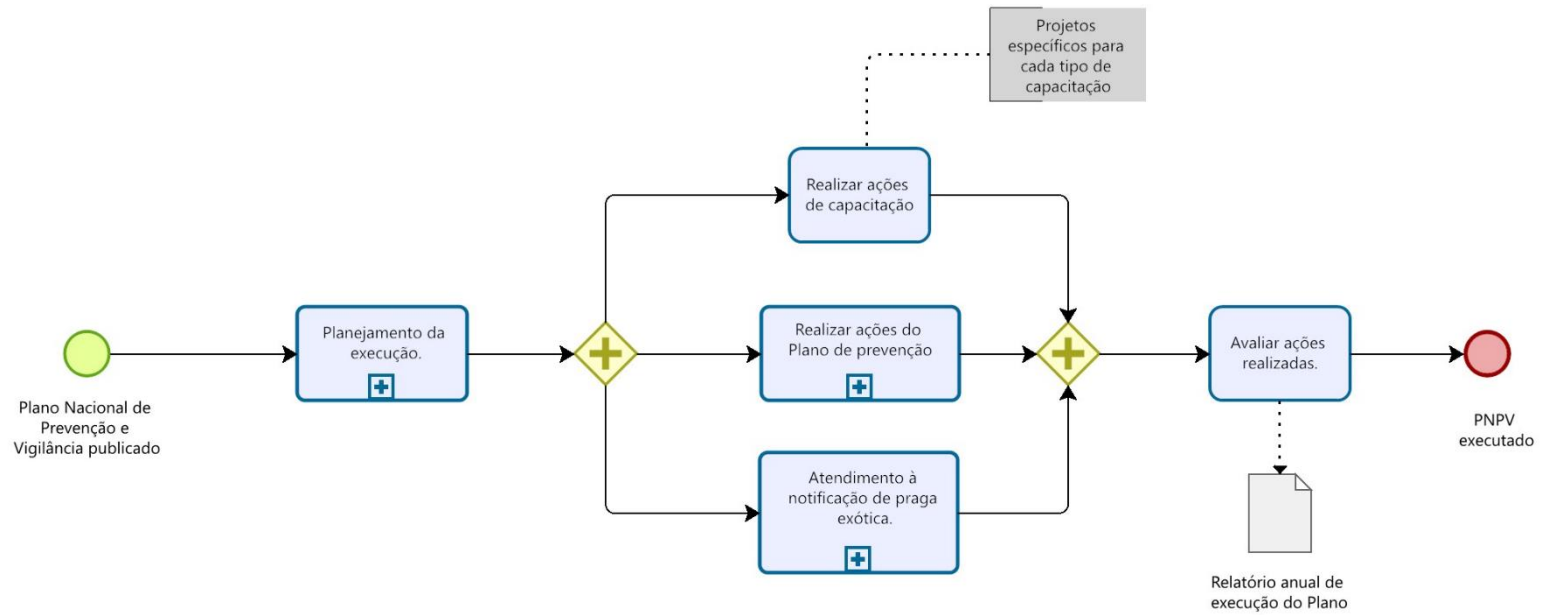 Projetos
específicos para
cada tipo de
capacitação
Realizar ações
de capacitação
Plano Nacional de
Prevenção e
Vigilância publicado
Planejamento da
execução.
Realizar ações do
Plano de prevenção
Atendimento à
notificação de praga
exótica.
Avaliar ações
realizadas.
Relatório anual de
execução do Plano
PNPV
executado